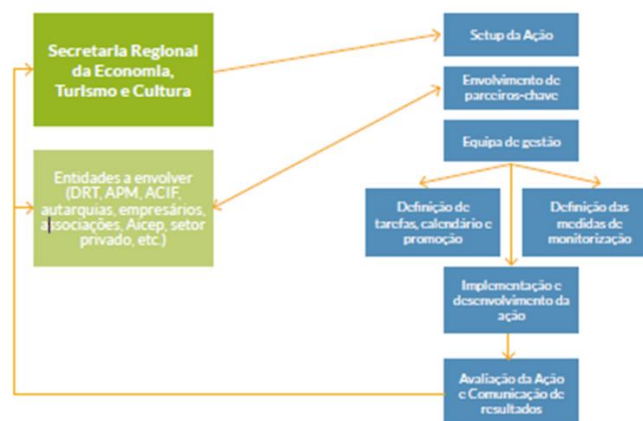 Secretaria Regional
da Economia,
Turismo e Cultura
Entidades a envolver
(DRT, APM, ACIF,
autarquias, empresários,
associações, Aicep, setor
privado, etc.)
Setup da Ação
Envolvimento de
parceiros-chave
Equipa de gestão
Definição de
tarefas, calendário e
promoção
Definição das
medidas de
monitorização
Implementação e
desenvolvimento da
ação
Avaliação da Ação
e Comunicação de
resultados